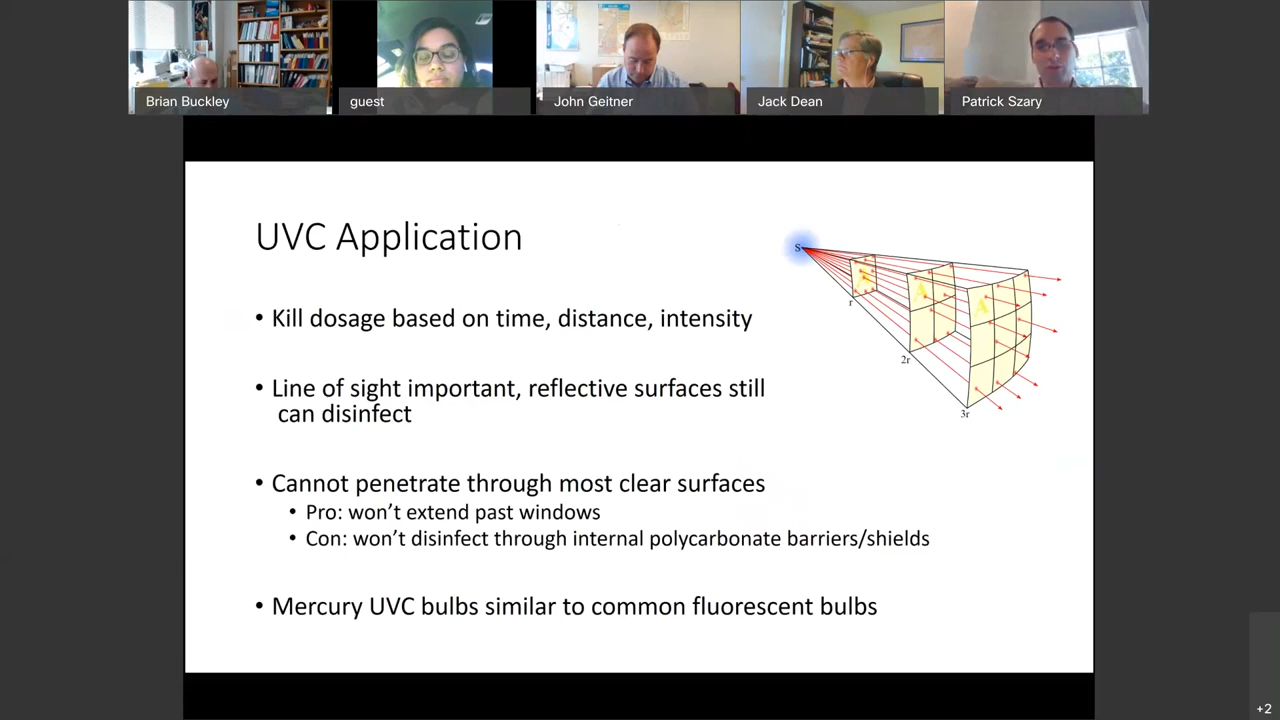 Brian Buckley
guest
John Geitner
Jack Dean
Patrick Szary
UVC Application
• Kill dosage based on time, distance, intensity
• Line of sight important, reflective surfaces still
can disinfect
• Cannot penetrate through most clear surfaces
• Pro: won’t extend past windows
• Con: won’t disinfect through internal polycarbonate barriers/shields
• Mercury UVC bulbs similar to common fluorescent bulbs
S
A
A
A
r
2r
3r
+2